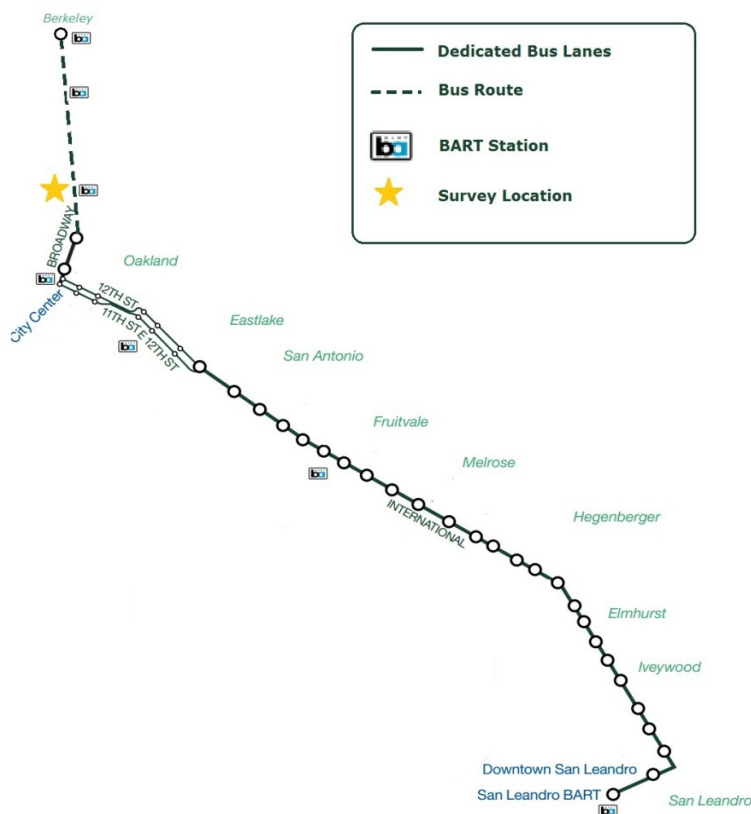 Berkeley
Dedicated Bus Lanes
Bus Route
ba
BART Station
Survey Location
BROADWAY
Oakland
City Center
12TH ST
11TH ST E 12TH ST
Eastlake
San Antonio
Fruitvale
Melrose
INTERNATIONAL
Hegenberger
Elmhurst
Iveywood
Downtown San Leandro
San Leandro BART
San Leandro